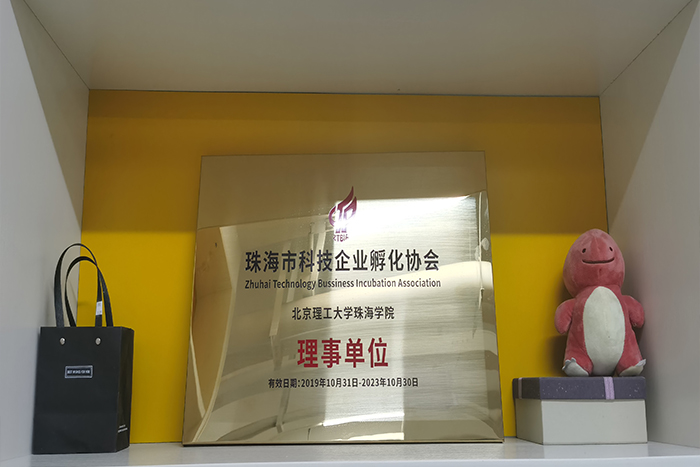 珠海市科技企业孵化协会
Zhuhai Technology Bussiness Incubation Association
北京理工大学珠海学院
理事单位
有效日期:2019年10月31日-2023年10月30日